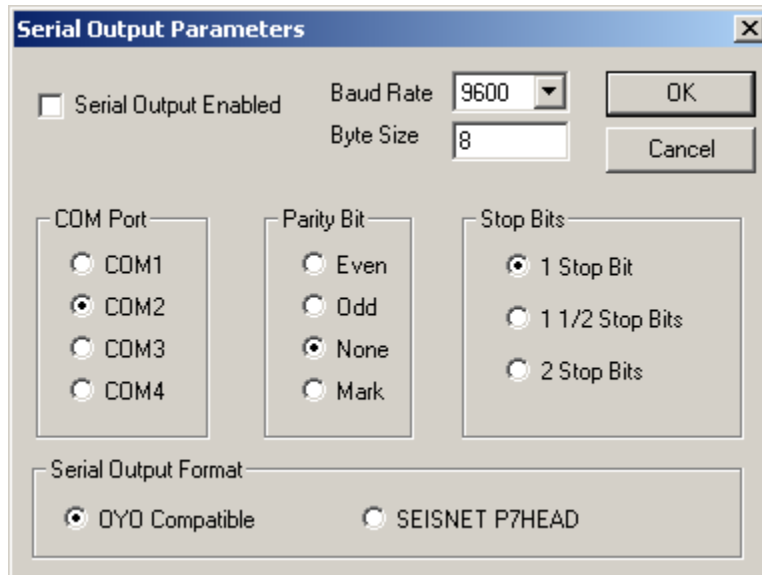 Serial Output Parameters
Serial Output Enabled
Baud Rate
9600
OK
Byte Size
8
Cancel
COM Port
COM1
COM2
COM3
COM4
Parity Bit
Even
Odd
None
Mark
Stop Bits
1 Stop Bit
1 1/2 Stop Bits
2 Stop Bits
Serial Output Format
OYO Compatible
SEISNET P7HEAD